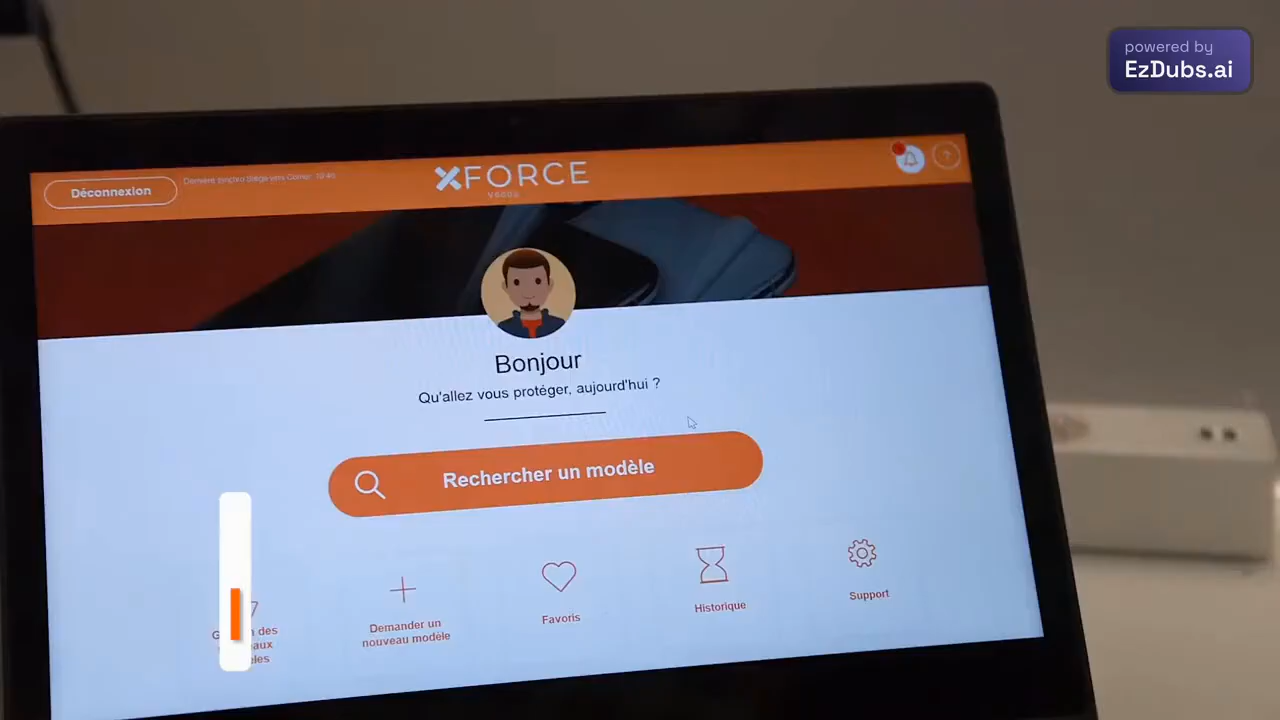 powered by
EzDubs.ai
Déconnexion
XFORCE
Bonjour
Qu'allez vous protéger, aujourd'hui ?
Rechercher un modèle
des
Demander un
nouveau modèle
Favoris
Historique
Support